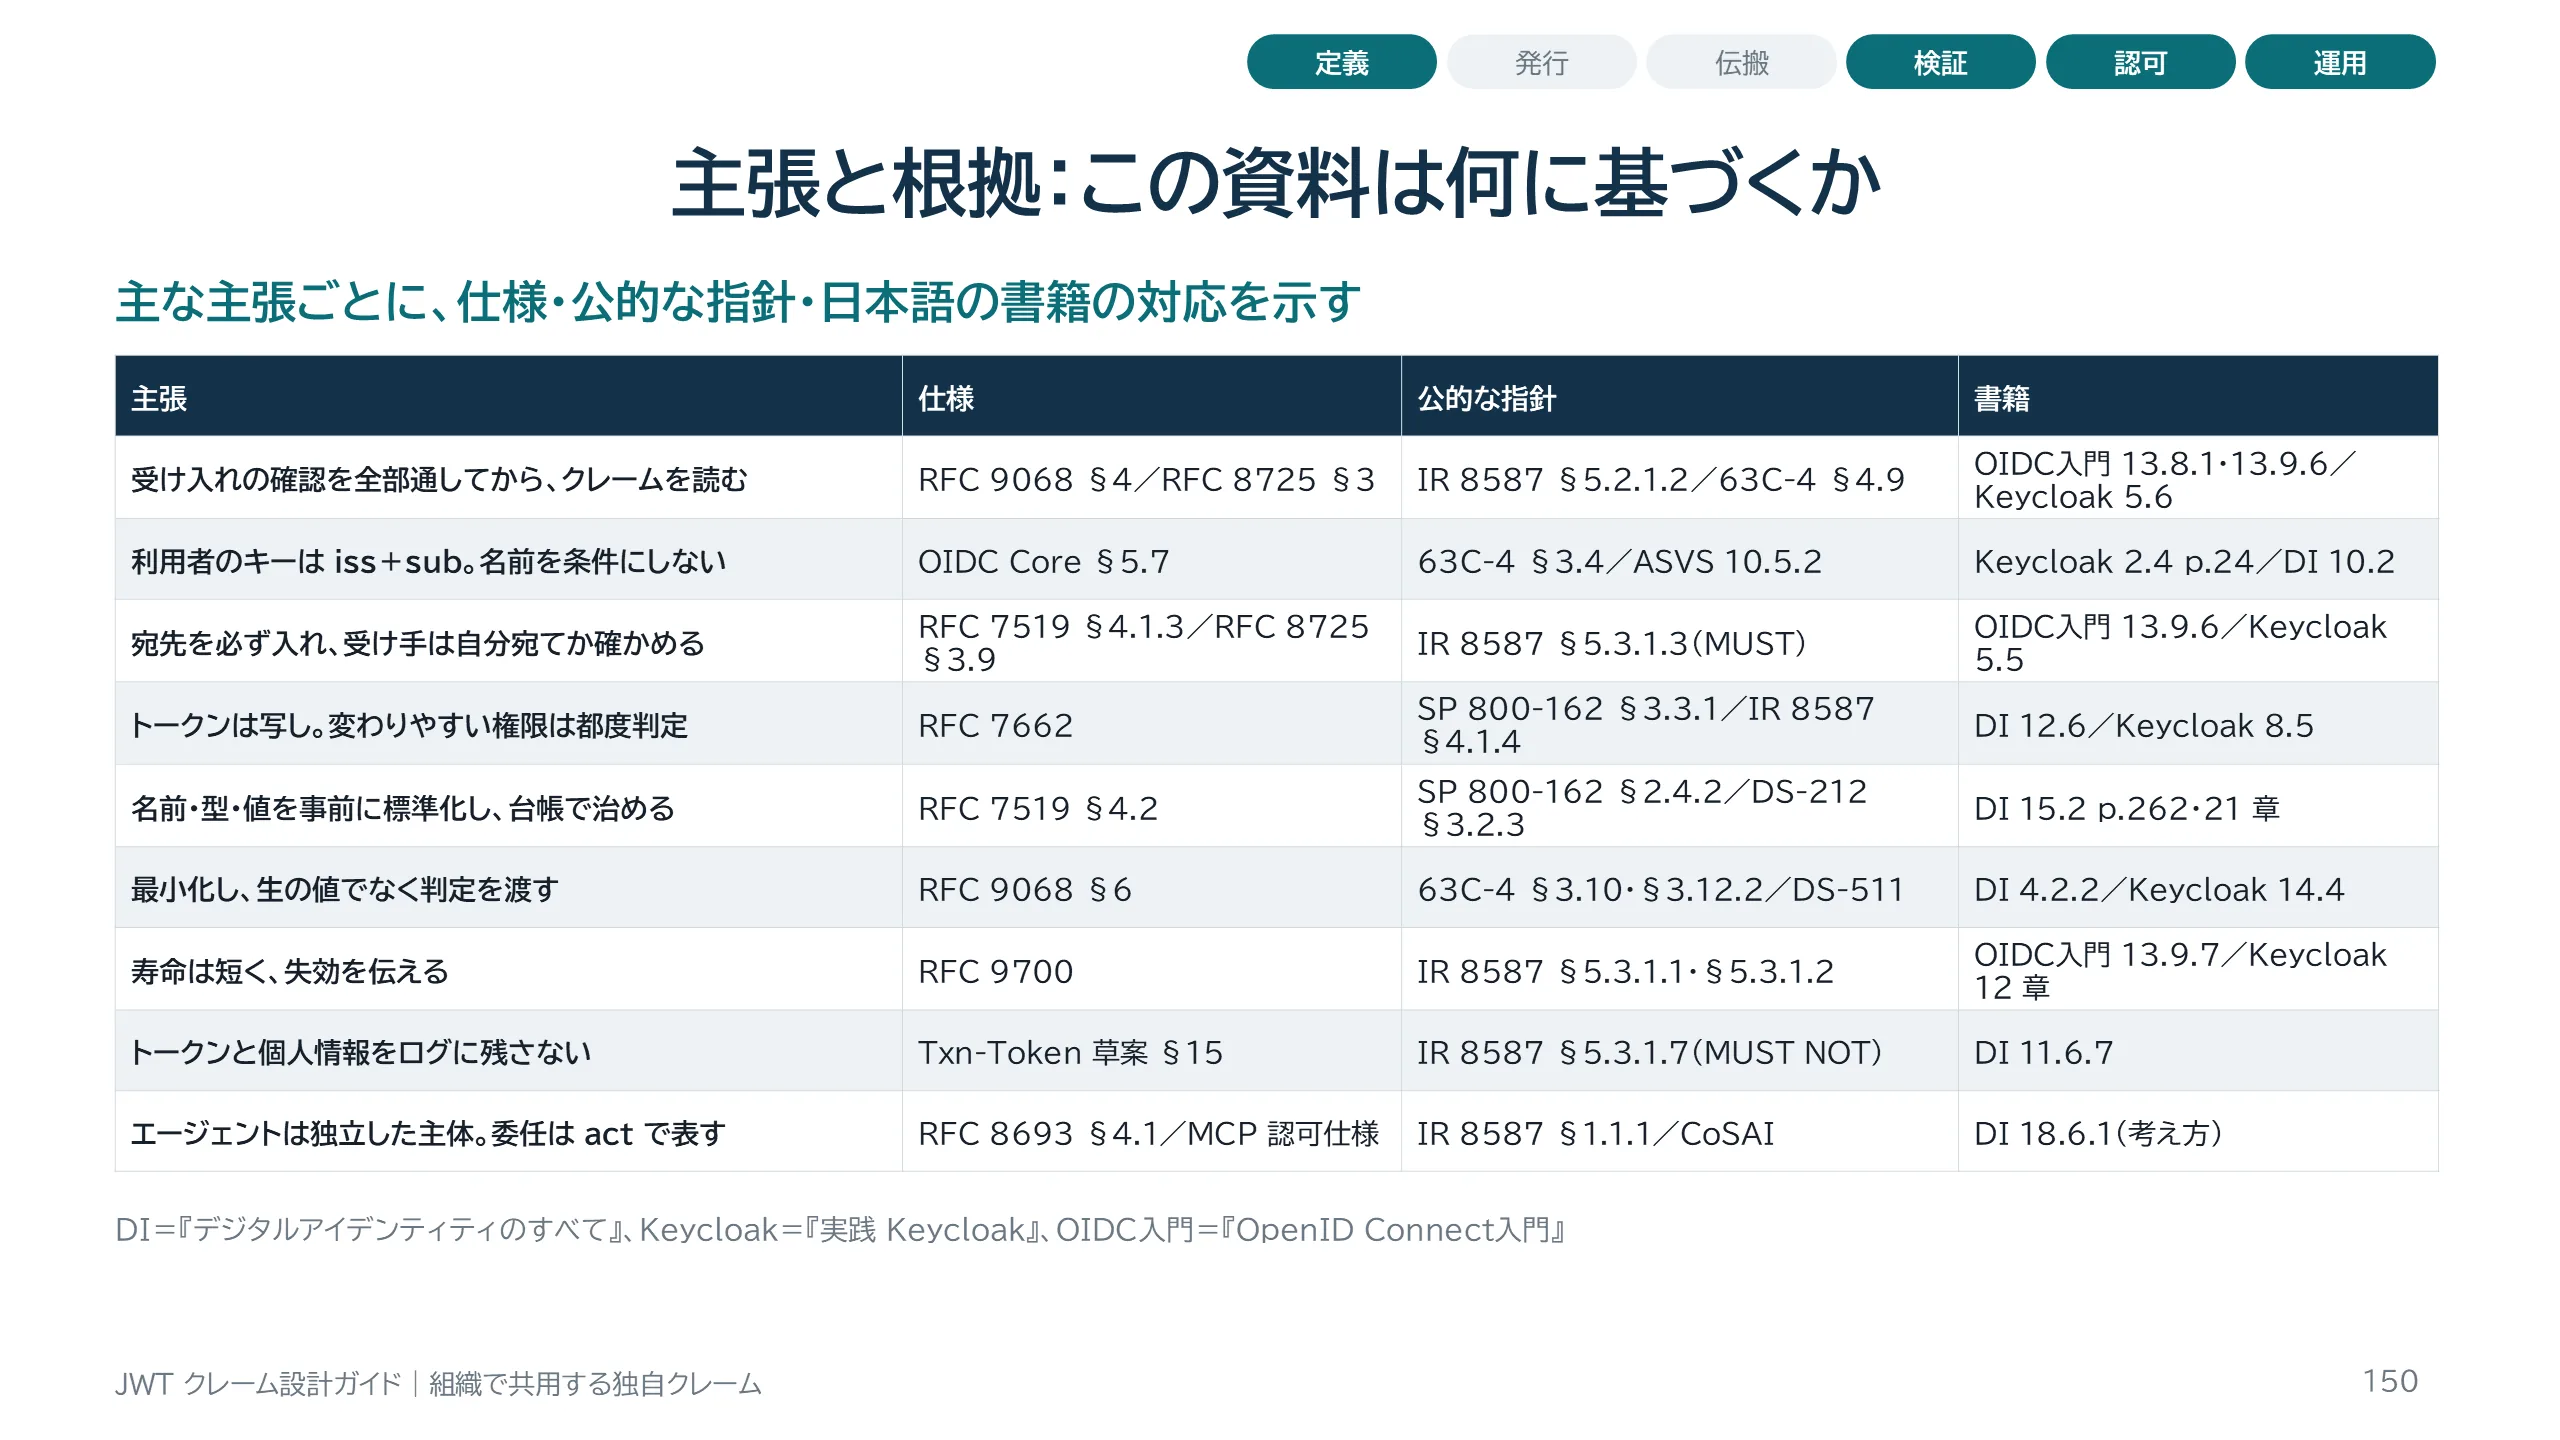 定義 発行 伝搬 検証 認可 運用
主張と根拠：この資料は何に基づくか
主な主張ごとに、仕様・公的な指針・日本語の書籍の対応を示す
主張 仕様 公的な指針 書籍
受け入れの確認を全部通してから、クレームを読む RFC 9068 §4／RFC 8725 §3 IR 8587 §5.2.1.2／63C-4 §4.9 OIDC入門 13.8.1・13.9.6／
Keycloak 5.6
利用者のキーは iss＋sub。名前を条件にしない OIDC Core §5.7 63C-4 §3.4／ASVS 10.5.2 Keycloak 2.4 p.24／DI 10.2
宛先を必ず入れ、受け手は自分宛てか確かめる RFC 7519 §4.1.3／RFC 8725
§3.9 IR 8587 §5.3.1.3（MUST） OIDC入門 13.9.6／Keycloak
5.5
トークンは写し。変わりやすい権限は都度判定 RFC 7662 SP 800-162 §3.3.1／IR 8587
§4.1.4 DI 12.6／Keycloak 8.5
名前・型・値を事前に標準化し、台帳で治める RFC 7519 §4.2 SP 800-162 §2.4.2／DS-212
§3.2.3 DI 15.2 p.262・21 章
最小化し、生の値でなく判定を渡す RFC 9068 §6 63C-4 §3.10・§3.12.2／DS-511 DI 4.2.2／Keycloak 14.4
寿命は短く、失効を伝える RFC 9700 IR 8587 §5.3.1.1・§5.3.1.2 OIDC入門 13.9.7／Keycloak
12 章
トークンと個人情報をログに残さない Txn-Token 草案 §15 IR 8587 §5.3.1.7（MUST NOT） DI 11.6.7
エージェントは独立した主体。委任は act で表す RFC 8693 §4.1／MCP 認可仕様 IR 8587 §1.1.1／CoSAI DI 18.6.1（考え方）
DI＝『デジタルアイデンティティのすべて』、Keycloak＝『実践 Keycloak』、OIDC入門＝『OpenID Connect入門』
JWT クレーム設計ガイド｜組織で共用する独自クレーム 150